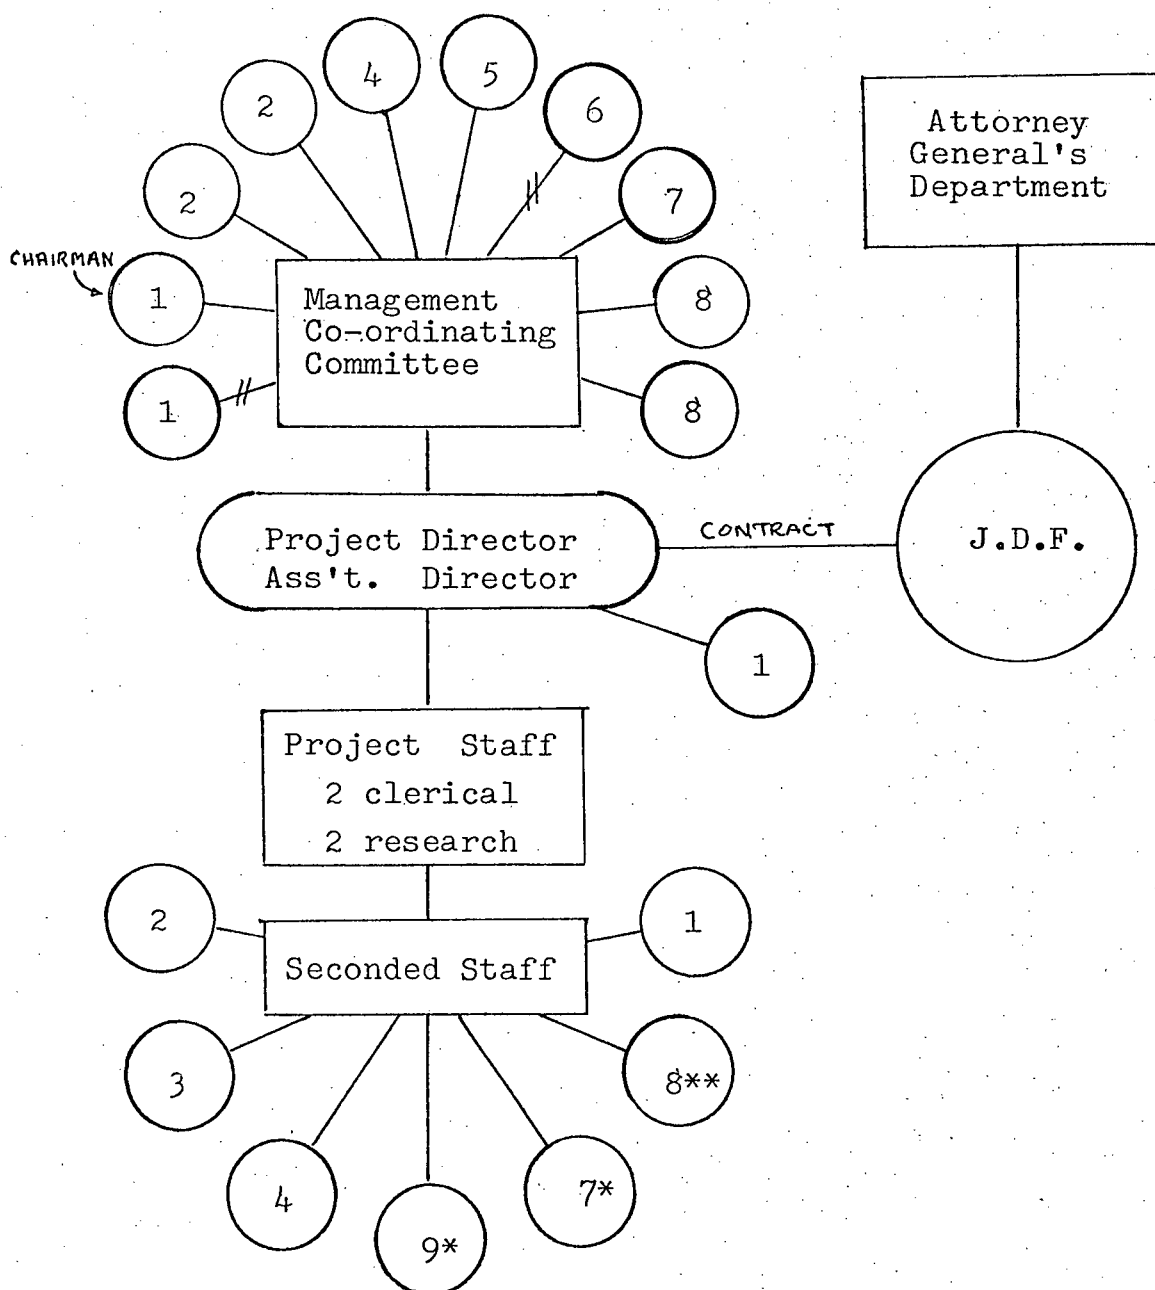 4
5
2
6
2
7
Attorney
General's
Department
CHAIRMAN
1
8
Management
Co-ordinating
Committee
1
8
Project Director
Ass't. Director
CONTRACT
J.D.F.
1
Project Staff
2 clerical
2 research
2
1
Seconded Staff
3
8**
4
7*
9*